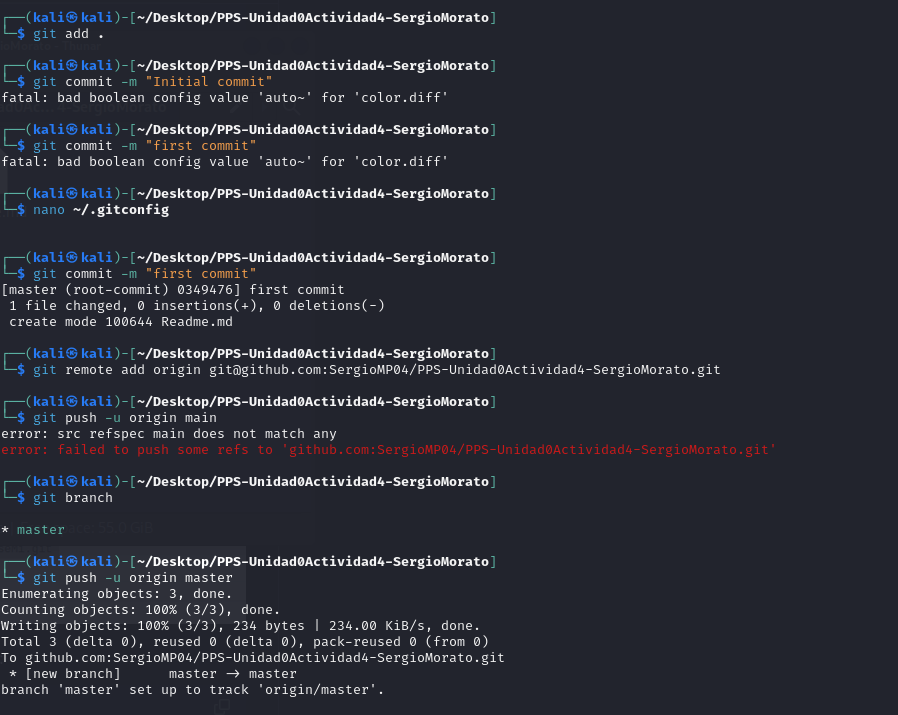 ┌──(kali㉿kali)-[~/Desktop/PPS-Unidad0Actividad4-SergioMorato]
└─$ git add .
┌──(kali㉿kali)-[~/Desktop/PPS-Unidad0Actividad4-SergioMorato]
└─$ git commit -m "Initial commit"
fatal: bad boolean config value 'auto~' for 'color.diff'
┌──(kali㉿kali)-[~/Desktop/PPS-Unidad0Actividad4-SergioMorato]
└─$ git commit -m "first commit"
fatal: bad boolean config value 'auto~' for 'color.diff'
┌──(kali㉿kali)-[~/Desktop/PPS-Unidad0Actividad4-SergioMorato]
└─$ nano ~/.gitconfig
┌──(kali㉿kali)-[~/Desktop/PPS-Unidad0Actividad4-SergioMorato]
└─$ git commit -m "first commit"
[master (root-commit) 0349476] first commit
 1 file changed, 0 insertions(+), 0 deletions(-)
 create mode 100644 Readme.md
┌──(kali㉿kali)-[~/Desktop/PPS-Unidad0Actividad4-SergioMorato]
└─$ git remote add origin git@github.com:SergioMP04/PPS-Unidad0Actividad4-SergioMorato.git
┌──(kali㉿kali)-[~/Desktop/PPS-Unidad0Actividad4-SergioMorato]
└─$ git push -u origin main
error: src refspec main does not match any
error: failed to push some refs to 'github.com:SergioMP04/PPS-Unidad0Actividad4-SergioMorato.git'
┌──(kali㉿kali)-[~/Desktop/PPS-Unidad0Actividad4-SergioMorato]
└─$ git branch
* master
┌──(kali㉿kali)-[~/Desktop/PPS-Unidad0Actividad4-SergioMorato]
└─$ git push -u origin master
Enumerating objects: 3, done.
Counting objects: 100% (3/3), done.
Writing objects: 100% (3/3), 234 bytes | 234.00 KiB/s, done.
Total 3 (delta 0), reused 0 (delta 0), pack-reused 0 (from 0)
To github.com:SergioMP04/PPS-Unidad0Actividad4-SergioMorato.git
 * [new branch]      master -> master
branch 'master' set up to track 'origin/master'.